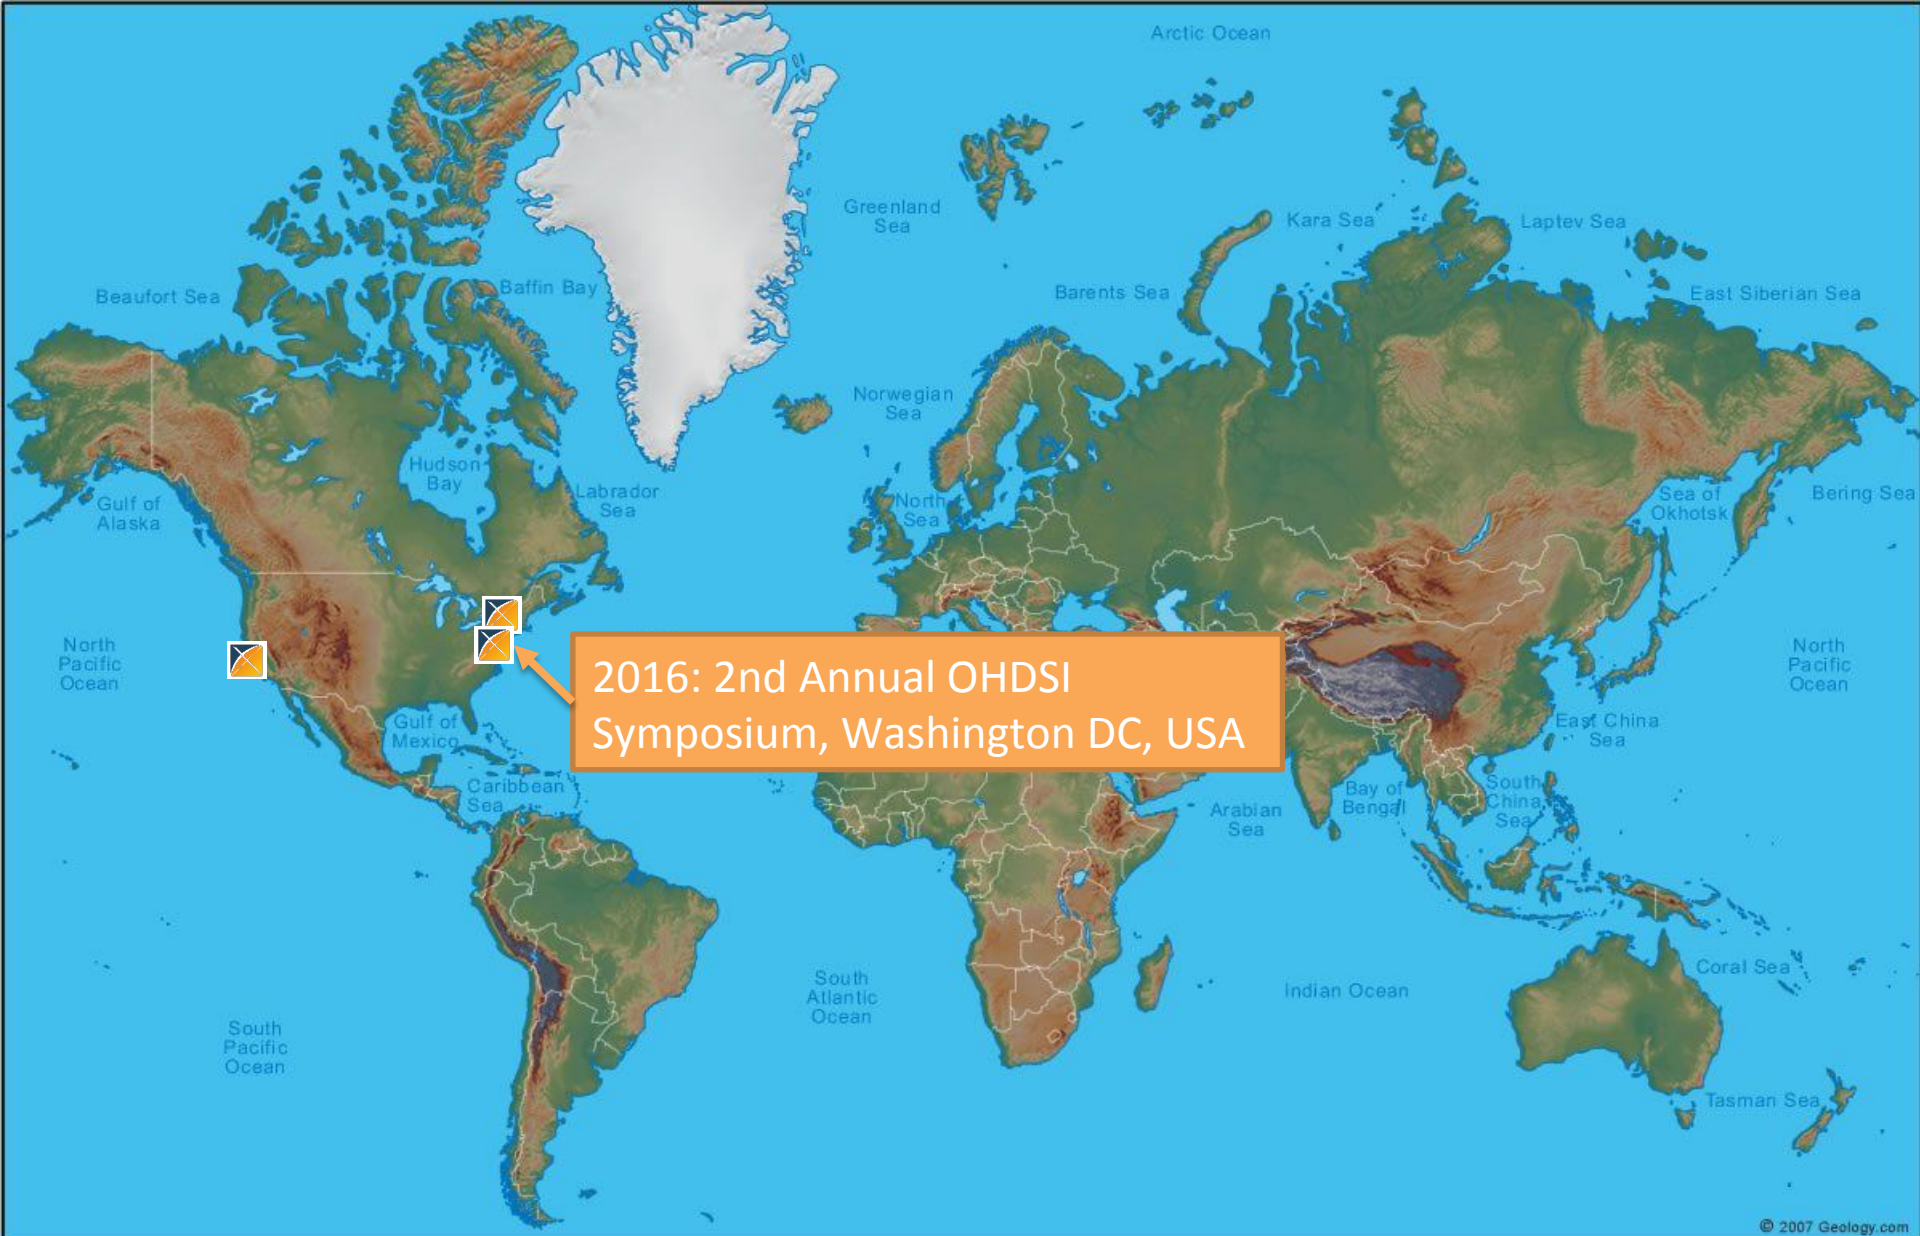 Arctic Ocean
Greenland
Sea
Kara Sea
Laptev Sea
Beaufort Sea
Baffin Bay
Barents Sea
East Siberian Sea
Norwegian
Sea
Hudson
Bay
Labrador
Sea
North
Sea
Gulf of
Alaska
Sea of
Okhotsk
Bering Sea
North
Pacific
Ocean
North
Pacific
Ocean
2016: 2nd Annual OHDSI
Symposium, Washington DC, USA
Gulf of
Mexico
East China
Sea
Caribbean
Sea
Arabian
Sea
Bay of
Bengal
South
China
Sea
South
Atlantic
Ocean
Indian Ocean
Coral Sea
South
Pacific
Ocean
Tasman Sea
© 2007 Geology.com